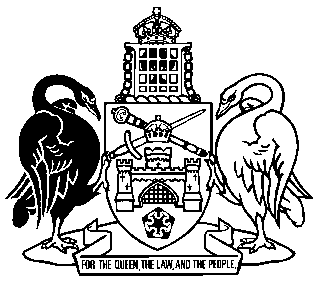 FOR THE QUEEN, THE LAW, AND THE PEOPLE.